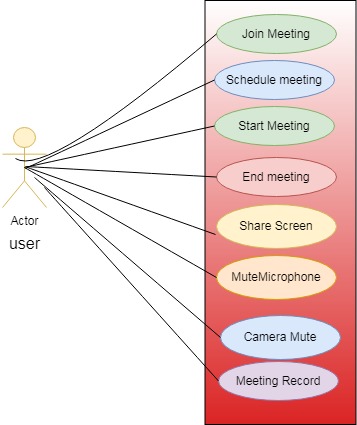 Join Meeting
Schedule meeting
Start Meeting
End meeting
Actor
user
Share Screen
MuteMicrophone
Camera Mute
Meeting Record